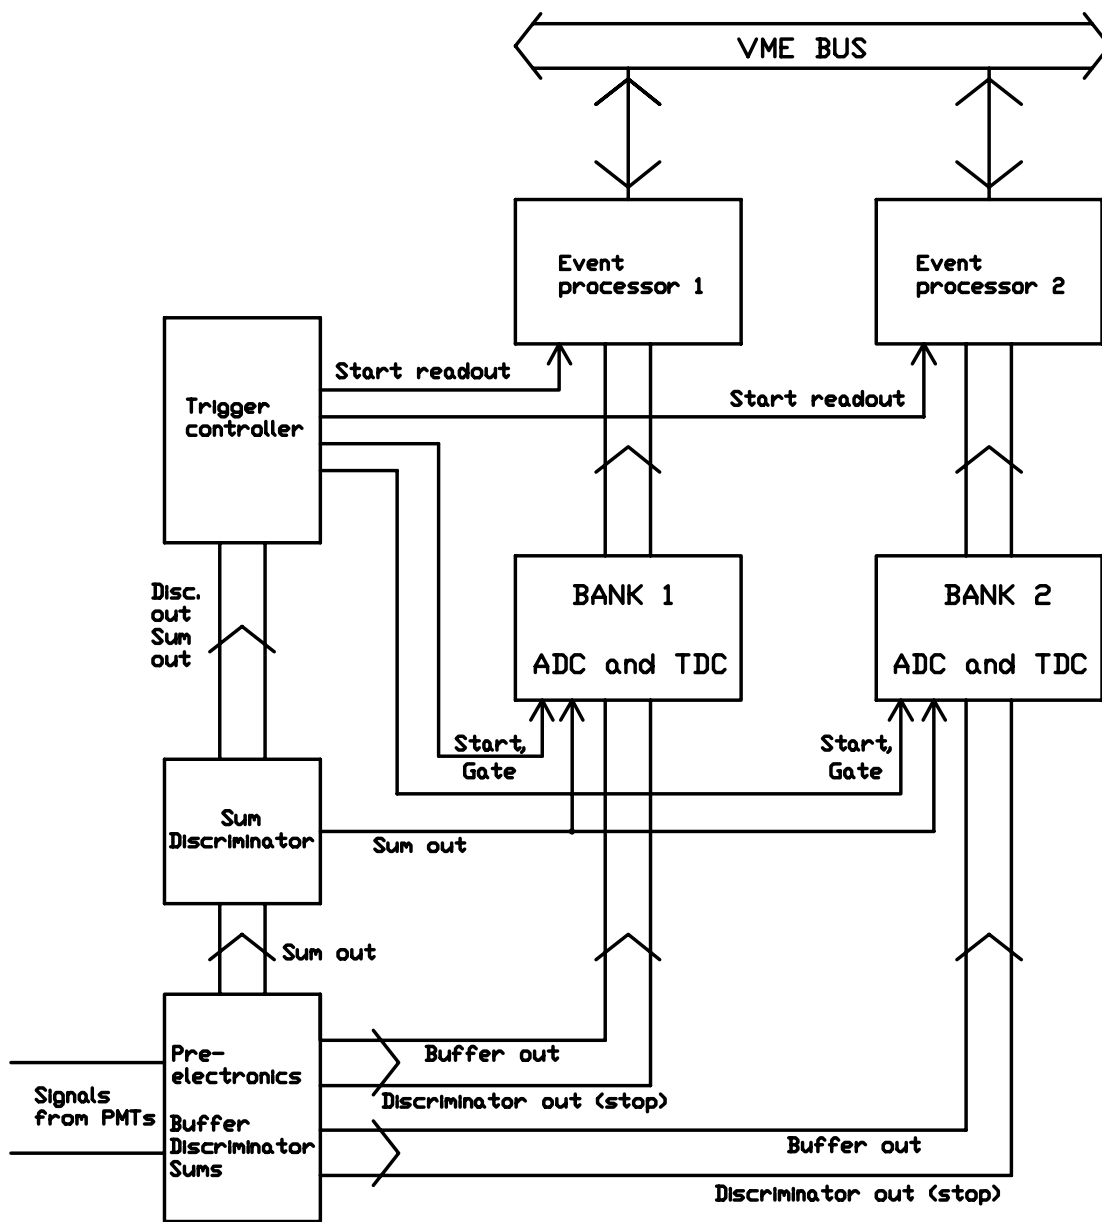 VME BUS
Event
processor 1
Event
processor 2
Start readout
Start readout
Trigger
controller
Disc.
out
Sum
out
BANK 1
ADC and TDC
BANK 2
ADC and TDC
Start,
Gate
Start,
Gate
Sum
Discriminator
Sum out
Sum out
Pre-
electronics
Buffer
Discriminator
Sums
Signals
from PMTs
Buffer out
Discriminator out (stop)
Buffer out
Discriminator out (stop)